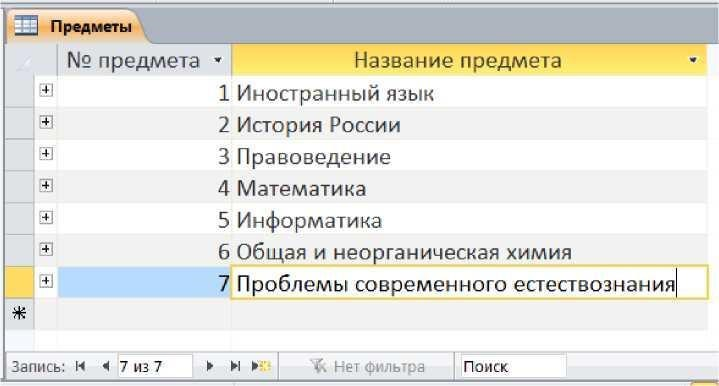 Предметы
№ предмета Название предмета
1 Иностранный язык
2 История России
3 Правоведение
4 Математика
5 Информатика
6 Общая и неорганическая химия
7 Проблемы современного естествознания
Запись: 7 из 7 Нет фильтра Поиск